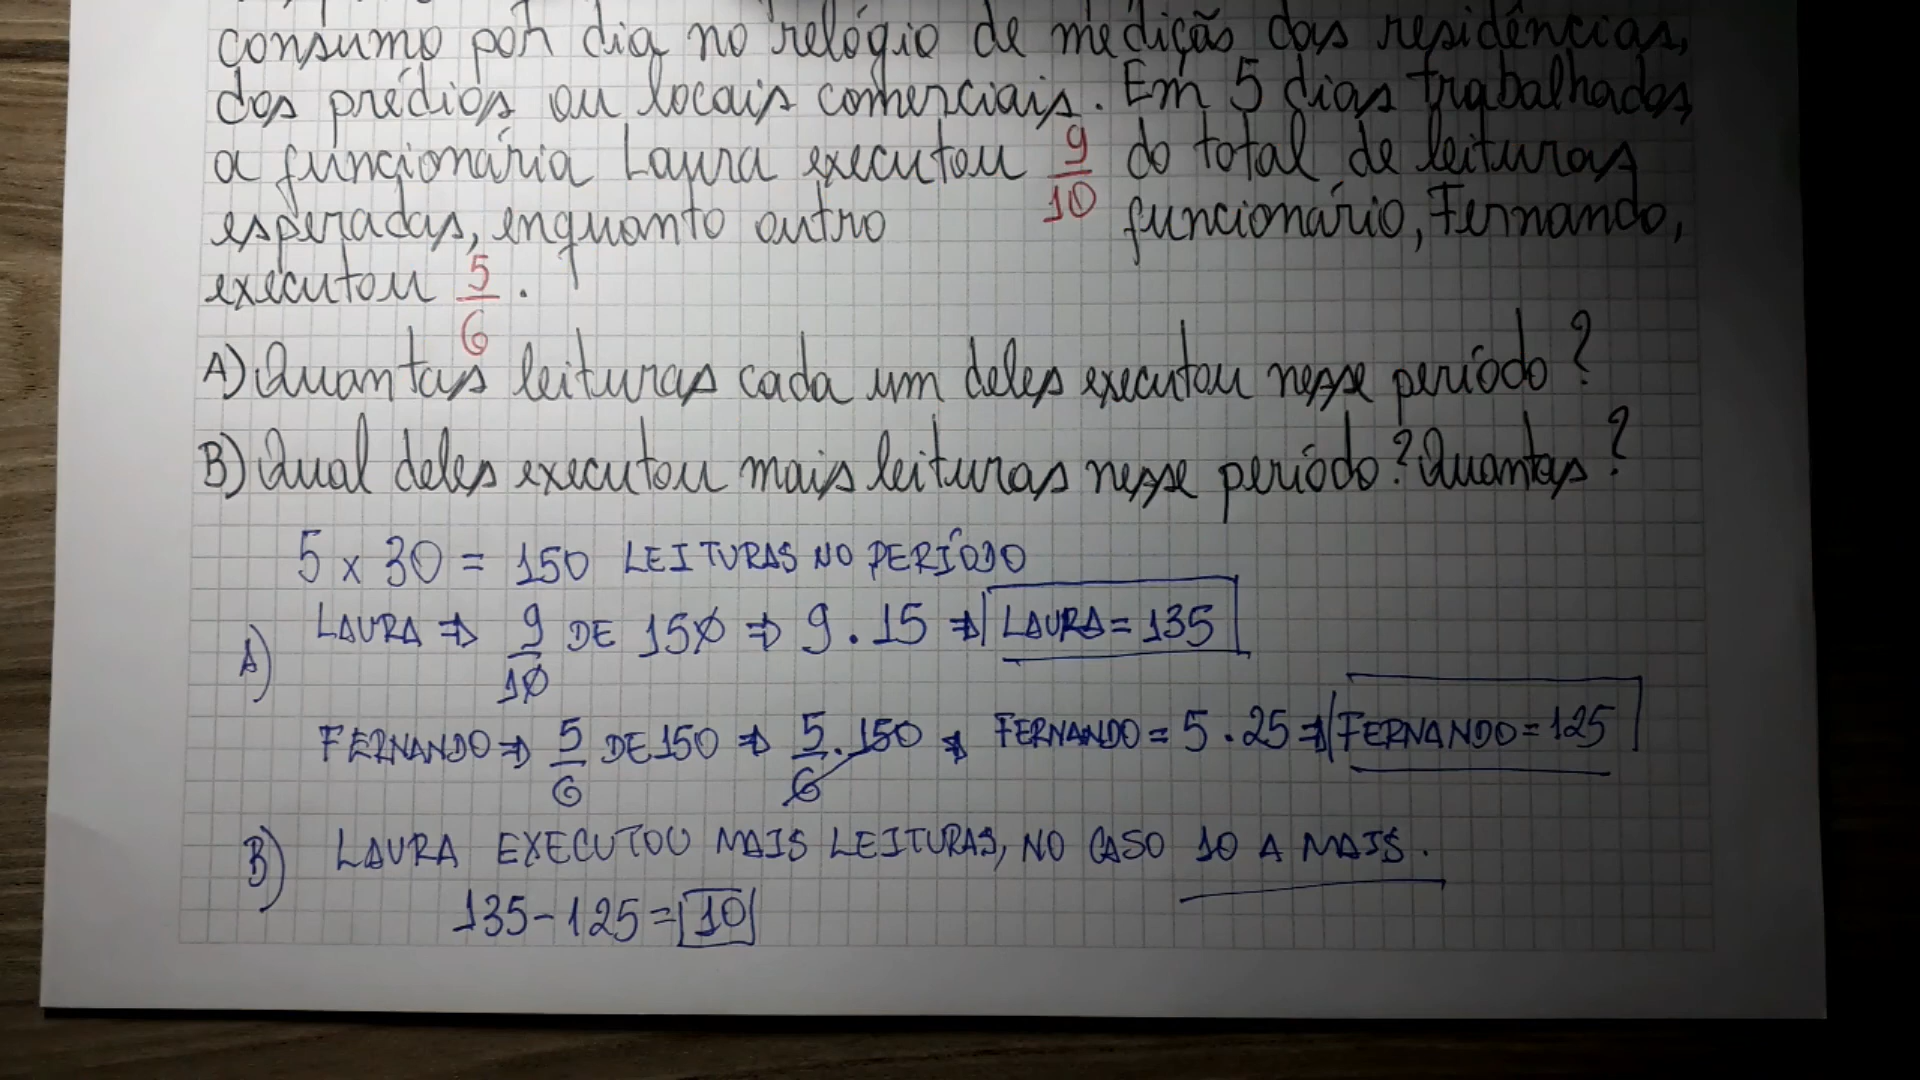 consumo por dia no relógio de medição das residências,
dos prédios ou locais comerciais. Em 5 dias trabalhados,
a funcionária Laura executou 9/10 do total de leituras
esperadas, enquanto outro funcionário, Fernando,
executou 5/6.
A) Quantas leituras cada um deles executou nesse período?
B) Qual deles executou mais leituras nesse período? Quantas?
5 x 30 = 150 LEITURAS NO PERÍODO
A) LAURA ⇒ 9/10 DE 150 ⇒ 9 . 15 ⇒ LAURA = 135
FERNANDO ⇒ 5/6 DE 150 ⇒ 5/6 . 150 ⇒ FERNANDO = 5 . 25 ⇒ FERNANDO = 125
B) LAURA EXECUTOU MAIS LEITURAS, NO CASO 10 A MAIS.
135 - 125 = 10